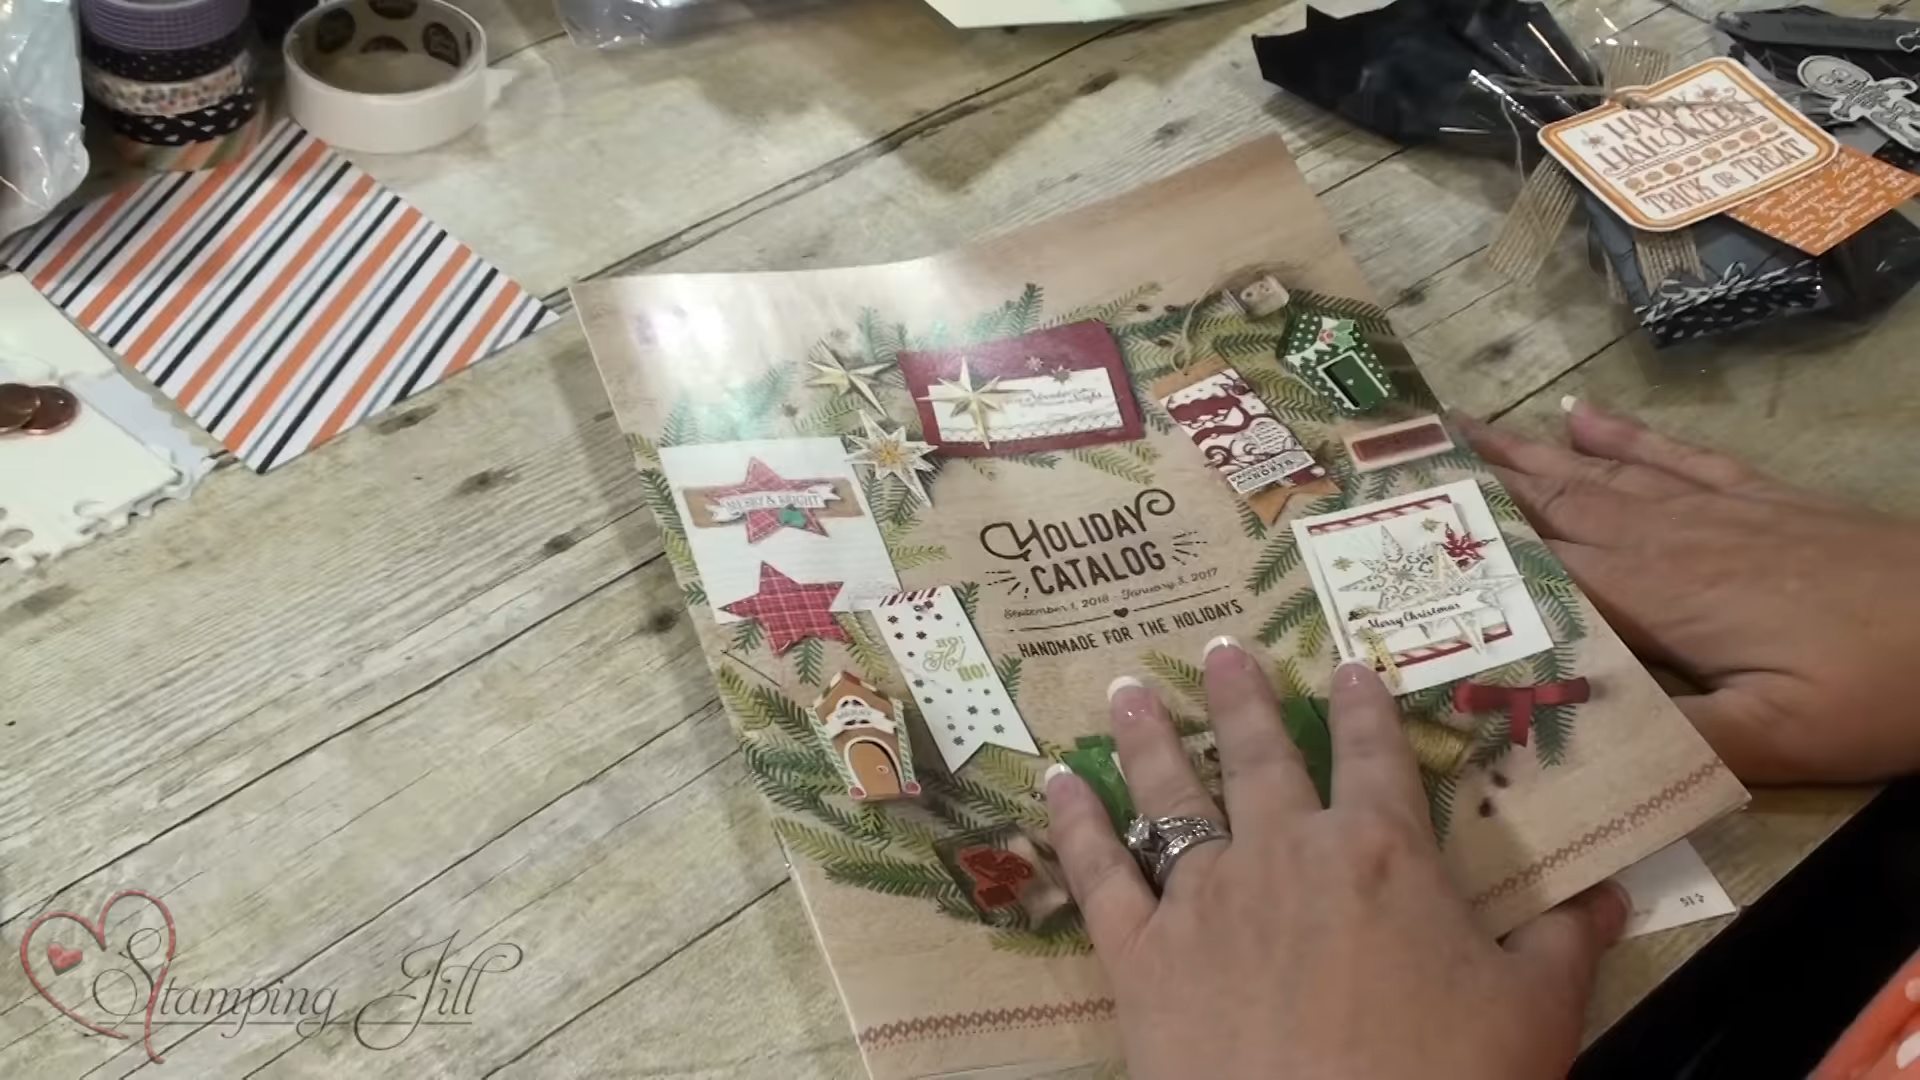 HAPPY
HALLOWEEN
TRICK OR TREAT
MERRY & BRIGHT
HOLIDAY
CATALOG
September 1, 2016 - January 3, 2017
HANDMADE FOR THE HOLIDAYS
HO!
Ho!
HO!
Merry Christmas
Stamping Jill